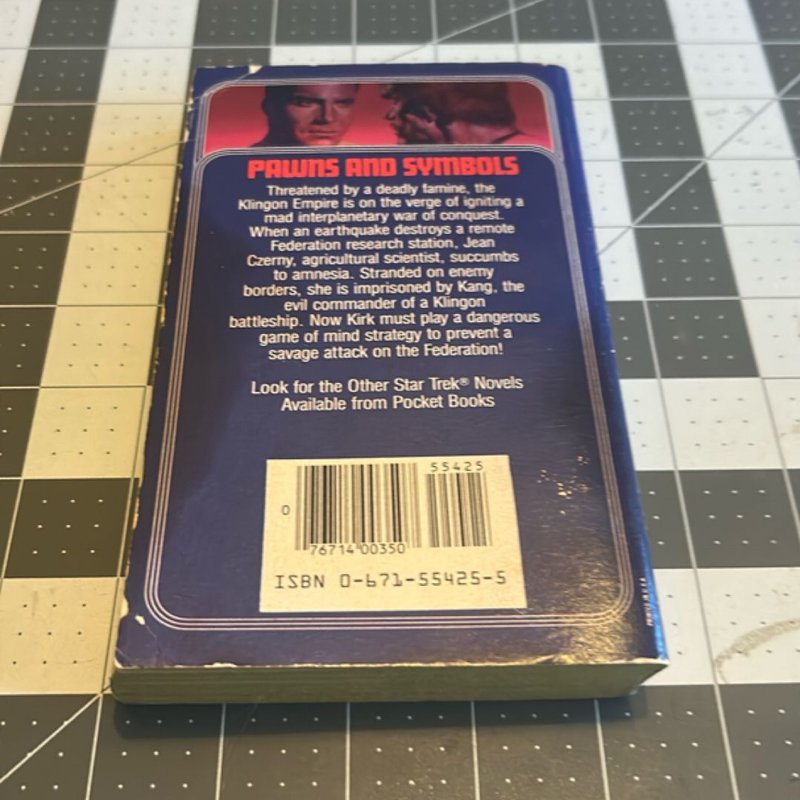 PAWNS AND SYMBOLS
Threatened by a deadly famine, the
Klingon Empire is on the verge of igniting a
mad interplanetary war of conquest.
When an earthquake destroys a remote
Federation research station, Jean
Czerny, agricultural scientist, succumbs
to amnesia. Stranded on enemy
borders, she is imprisoned by Kang, the
evil commander of a Klingon
battleship. Now Kirk must play a dangerous
game of mind strategy to prevent a
savage attack on the Federation!
Look for the Other Star Trek® Novels
Available from Pocket Books
55425
0
76714 00350
ISBN 0-671-55425-5